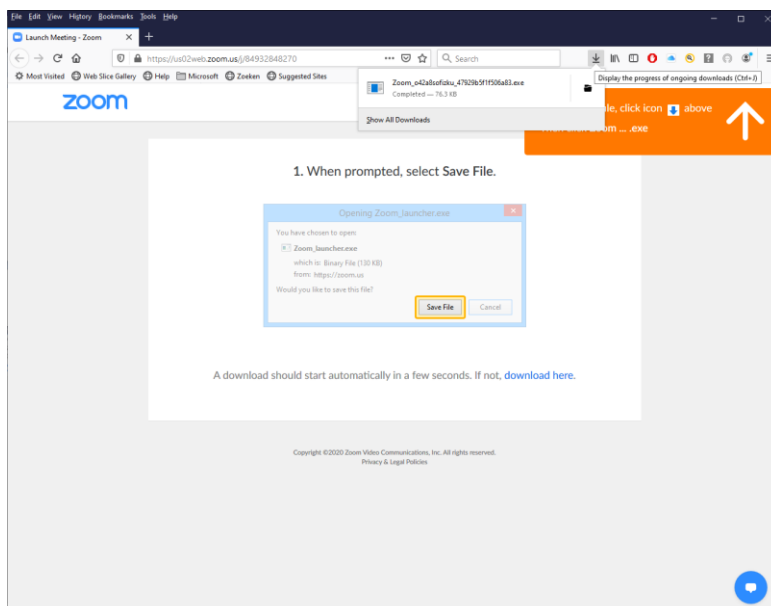 File Edit View History Bookmarks Tools Help
Launch Meeting - Zoom
https://us02web.zoom.us/j/84932848270
Search
Most Visited Web Slice Gallery Help Microsoft Zoeken Suggested Sites
Zoom_o42a8sofizku_47929b5f1f506a83.exe
Completed — 76.3 KB
Show All Downloads
Display the progress of ongoing downloads (Ctrl+J)
zoom
click icon above
.exe
1. When prompted, select Save File.
Opening Zoom_launcher.exe
You have chosen to open:
Zoom_launcher.exe
which is: Binary File (130 KB)
from: https://zoom.us
Would you like to save this file?
Save File Cancel
A download should start automatically in a few seconds. If not, download here.
Copyright ©2020 Zoom Video Communications, Inc. All rights reserved.
Privacy & Legal Policies